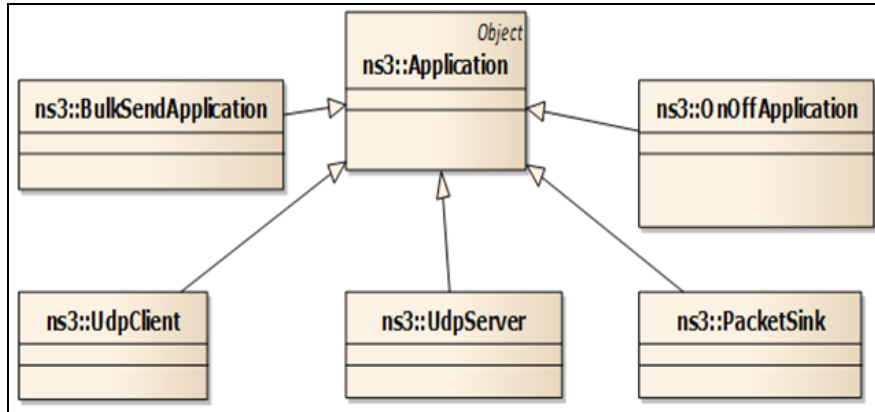 Object
ns3::Application
ns3::BulkSendApplication
ns3::OnOffApplication
ns3::UdpClient
ns3::UdpServer
ns3::PacketSink